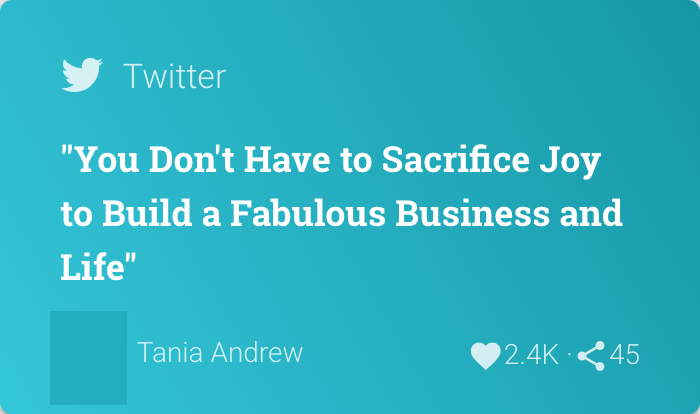 Twitter
"You Don't Have to Sacrifice Joy
to Build a Fabulous Business and
Life"
Tania Andrew
2.4K · 45